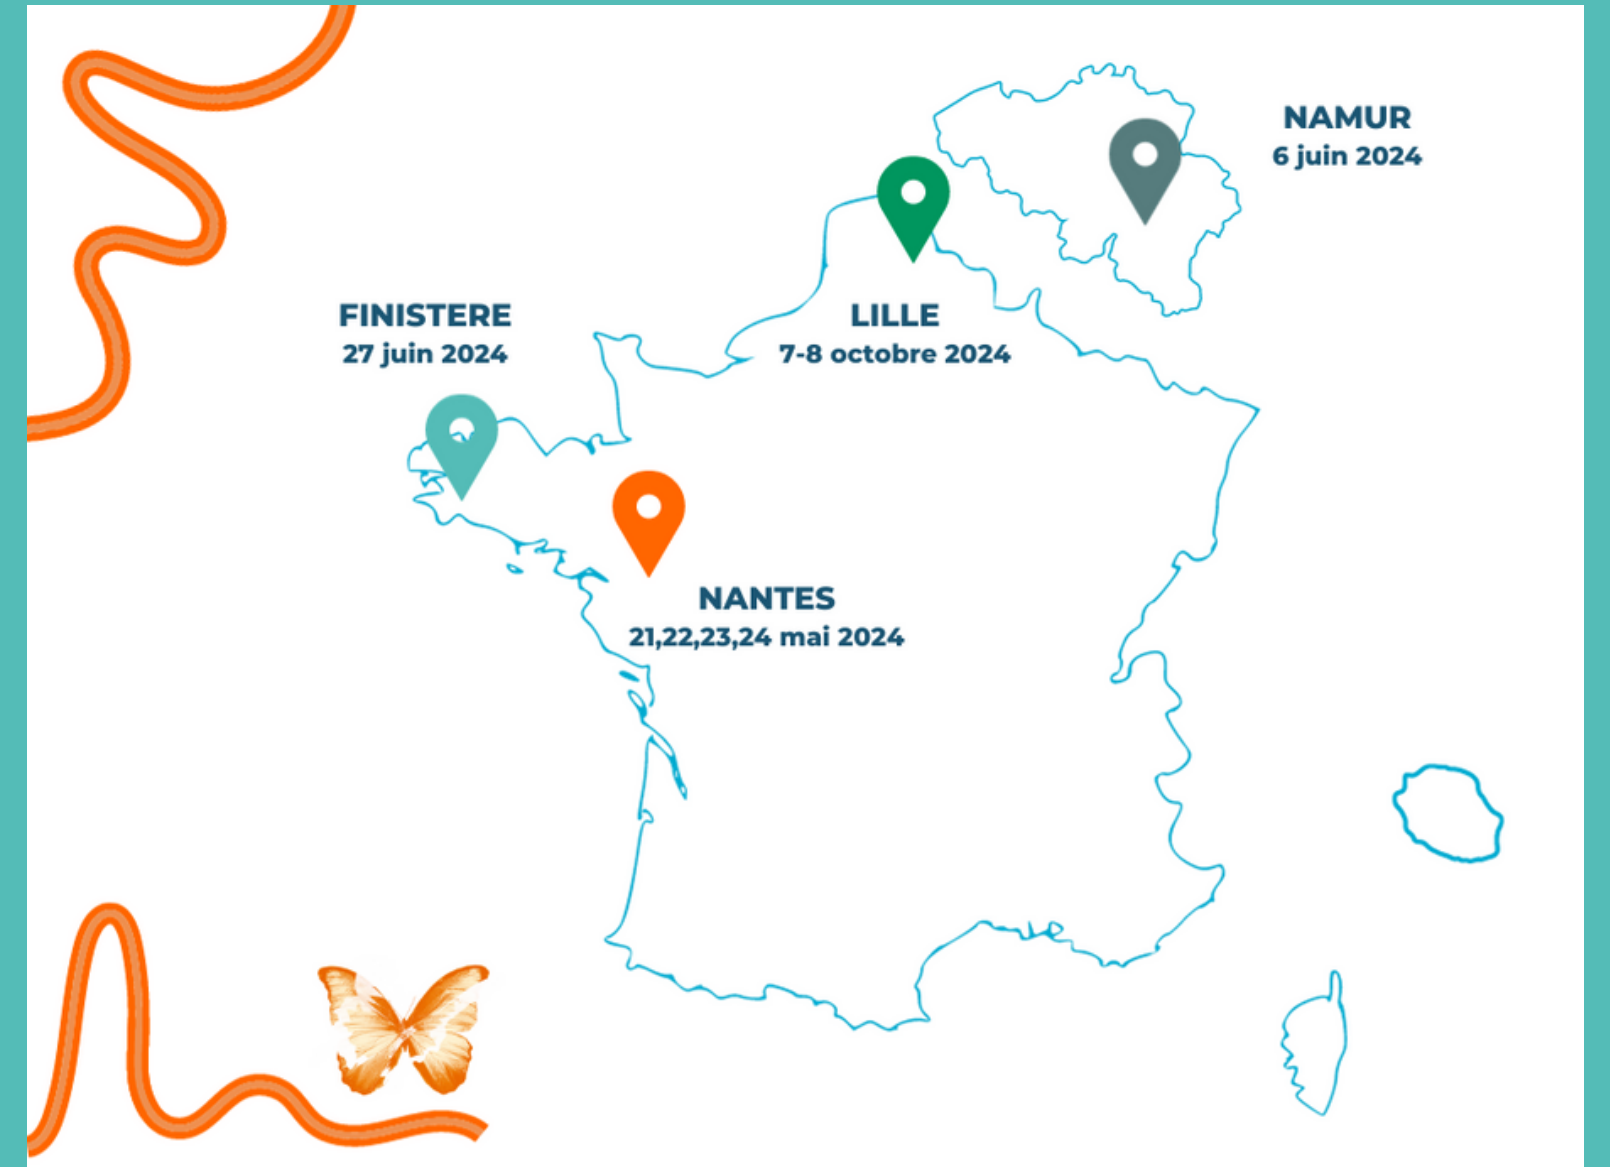 NAMUR
6 juin 2024
FINISTERE
27 juin 2024
LILLE
7-8 octobre 2024
NANTES
21,22,23,24 mai 2024